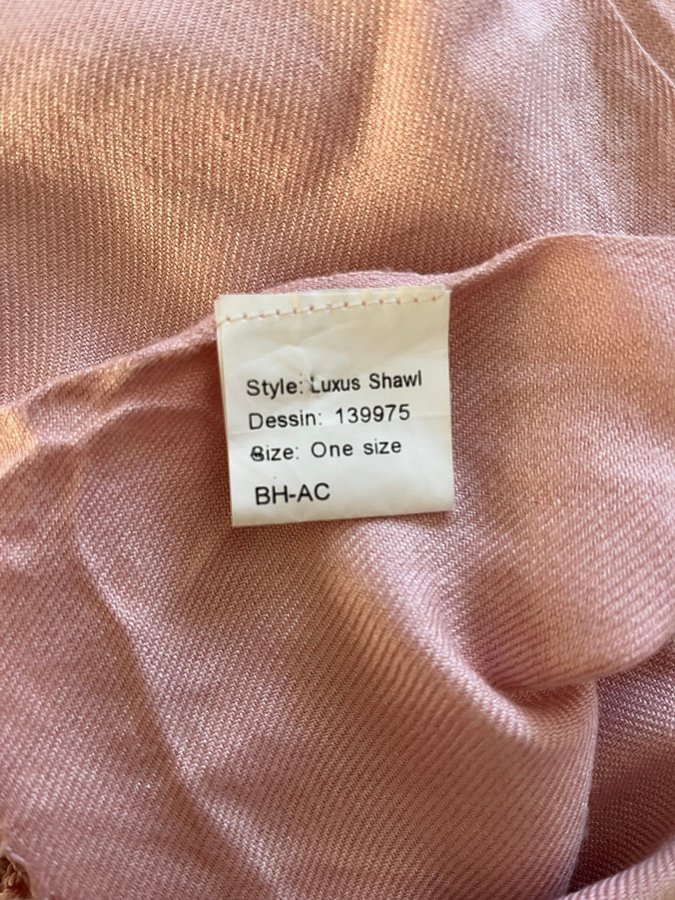 Style: Luxus Shawl
Dessin: 139975
Size: One size
BH-AC